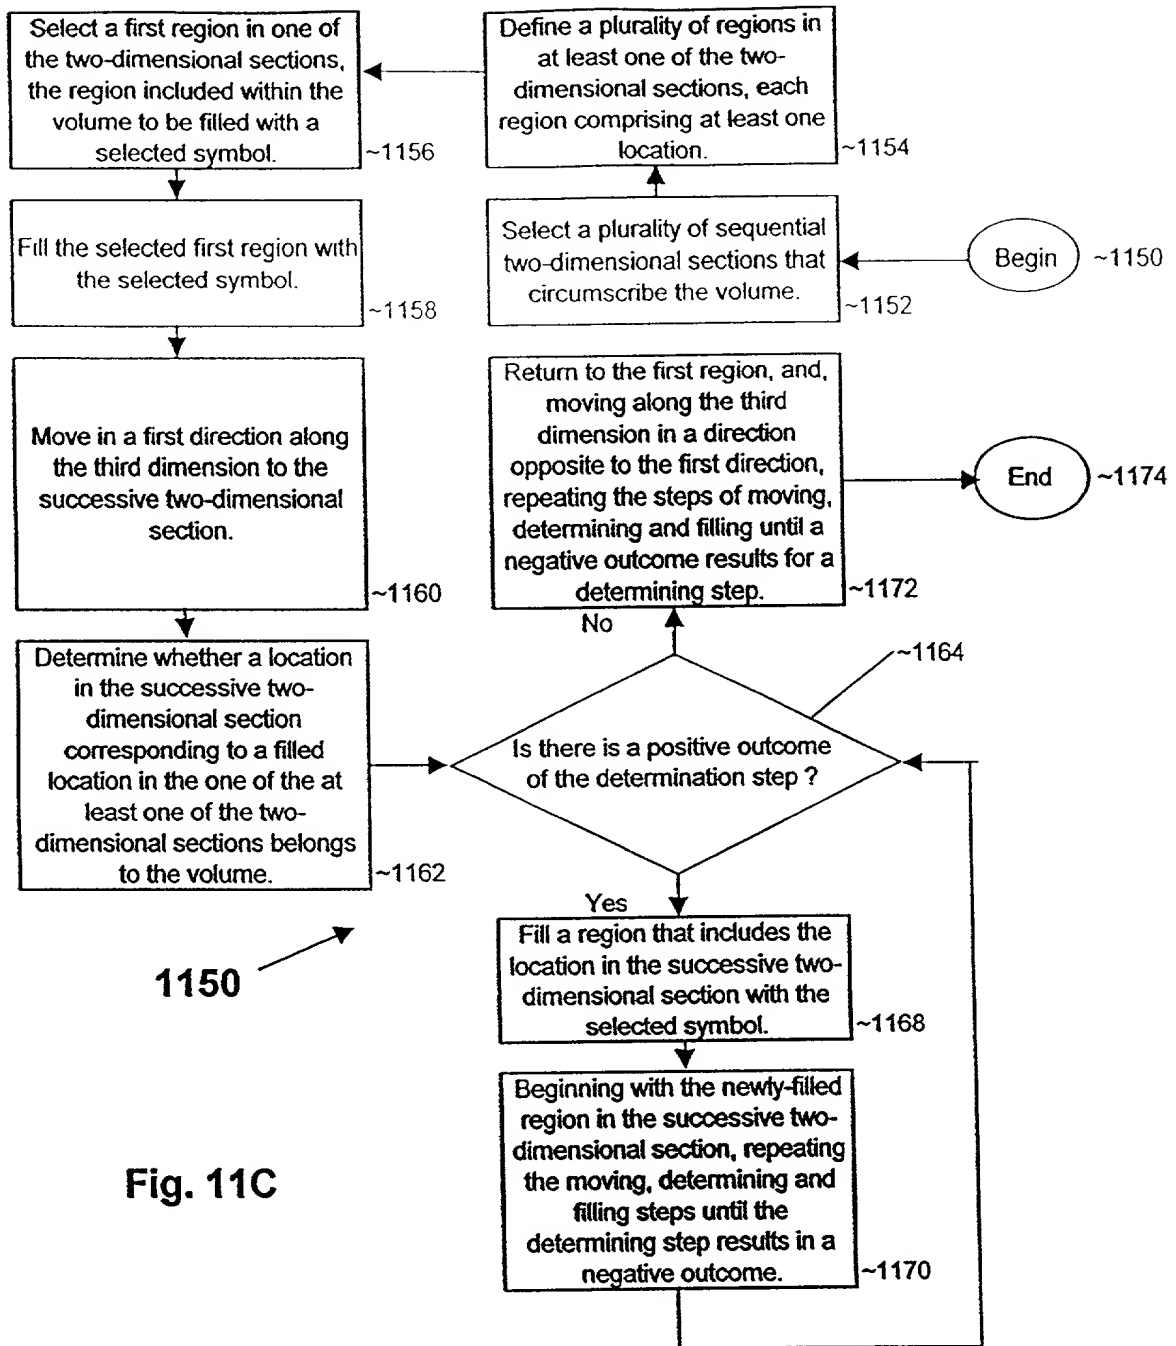 Select a first region in one of
the two-dimensional sections,
the region included within the
volume to be filled with a
selected symbol.
~1156
Define a plurality of regions in
at least one of the two-
dimensional sections, each
region comprising at least one
location.
~1154
Fill the selected first region with
the selected symbol.
~1158
Select a plurality of sequential
two-dimensional sections that
circumscribe the volume.
~1152
Begin
~1150
Move in a first direction along
the third dimension to the
successive two-dimensional
section.
~1160
Return to the first region, and,
moving along the third
dimension in a direction
opposite to the first direction,
repeating the steps of moving,
determining and filling until a
negative outcome results for a
determining step.
~1172
End
~1174
No
Determine whether a location
in the successive two-
dimensional section
corresponding to a filled
location in the one of the at
least one of the two-
dimensional sections belongs
to the volume.
~1162
~1164
Is there is a positive outcome
of the determination step ?
Yes
Fill a region that includes the
location in the successive two-
dimensional section with the
selected symbol.
~1168
1150
Beginning with the newly-filled
region in the successive two-
dimensional section, repeating
the moving, determining and
filling steps until the
determining step results in a
negative outcome.
~1170
Fig. 11C